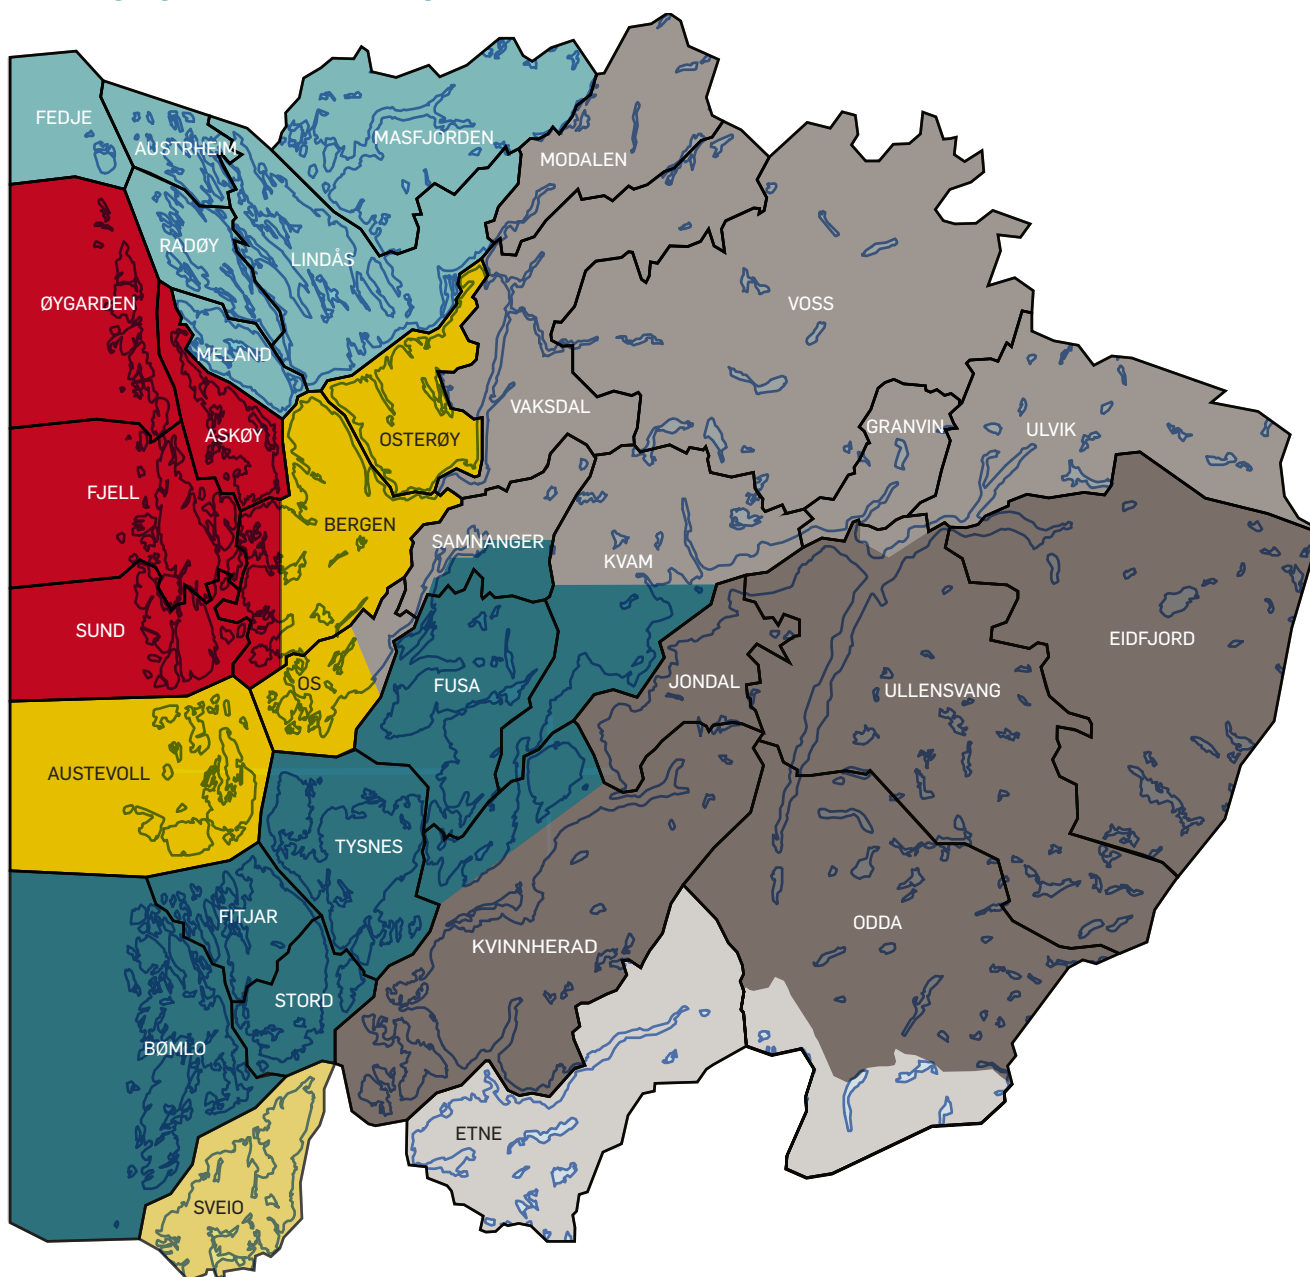 FEDJE
AUSTRHEIM
MASFJORDEN
MODALEN
RADØY
LINDÅS
ØYGARDEN
VOSS
MELAND
VAKSDAL
GRANVIN
ULVIK
ASKØY
OSTERØY
FJELL
BERGEN
SAMNANGER
KVAM
SUND
EIDFJORD
OS
FUSA
JONDAL
ULLENSVANG
AUSTEVOLL
TYSNES
FITJAR
ODDA
KVINNHERAD
STORD
BØMLO
ETNE
SVEIO